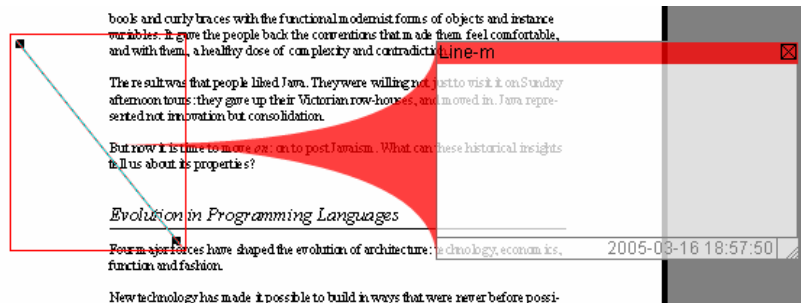 books and curly braces with the functional modernist forms of objects and instance
variables. It gave the people back the conventions that made them feel comfortable,
and with them, a healthy dose of complexity and contradiction
Line-m
The result was that people liked Java. They were willing not just to visit it on Sunday
afternoon tours: they gave up their Victorian row-houses, and moved in. Java repre-
sented not innovation but consolidation.
But now it is time to move on: on to post Javaism. What can these historical insights
tell us about its properties?
Evolution in Programming Languages
Four major forces have shaped the evolution of architecture: technology, economics,
function and fashion.
2005-03-16 18:57:50
New technology has made it possible to build in ways that were never before possi-